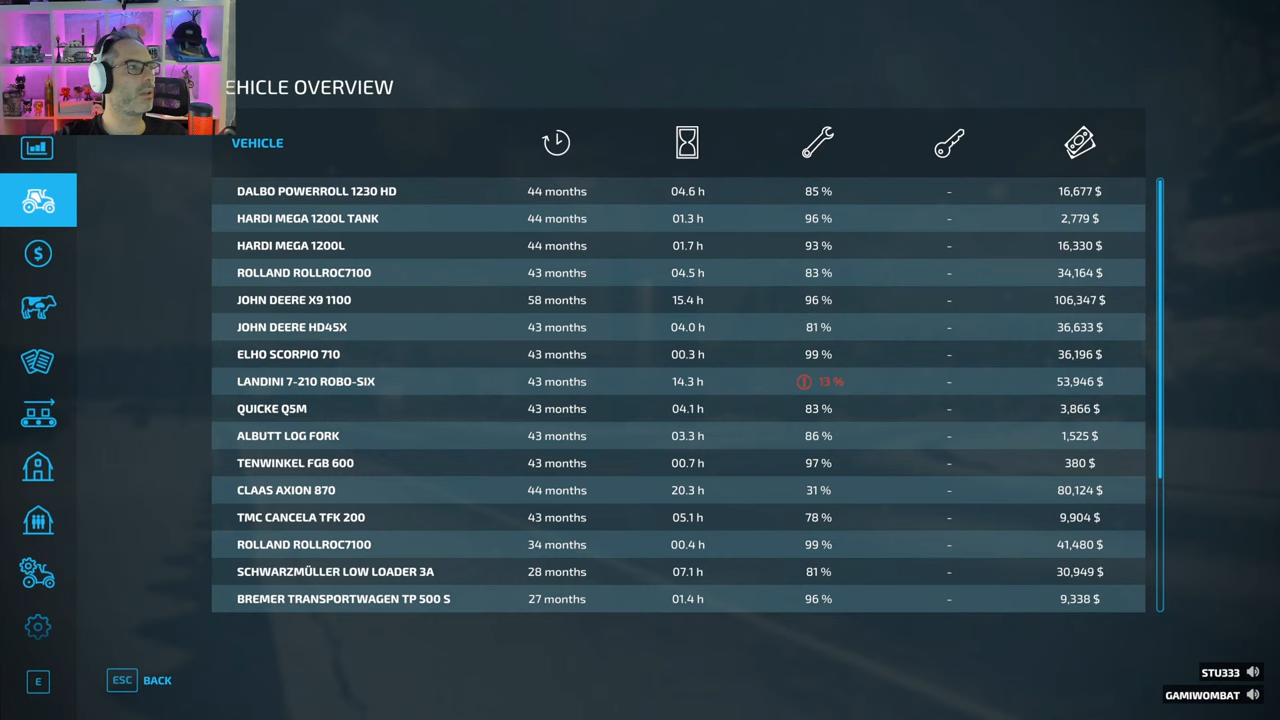 EHICLE OVERVIEW
VEHICLE
DALBO POWERROLL 1230 HD 44 months 04.6 h 85 % - 16,677 $
HARDI MEGA 1200L TANK 44 months 01.3 h 96 % - 2,779 $
HARDI MEGA 1200L 44 months 01.7 h 93 % - 16,330 $
ROLLAND ROLLROC7100 43 months 04.5 h 83 % - 34,164 $
JOHN DEERE X9 1100 58 months 15.4 h 96 % - 106,347 $
JOHN DEERE HD45X 43 months 04.0 h 81 % - 36,633 $
ELHO SCORPIO 710 43 months 00.3 h 99 % - 36,196 $
LANDINI 7-210 ROBO-SIX 43 months 14.3 h 13 % - 53,946 $
QUICKE Q5M 43 months 04.1 h 83 % - 3,866 $
ALBUTT LOG FORK 43 months 03.3 h 86 % - 1,525 $
TENWINKEL FGB 600 43 months 00.7 h 97 % - 380 $
CLAAS AXION 870 44 months 20.3 h 31 % - 80,124 $
TMC CANCELA TFK 200 43 months 05.1 h 78 % - 9,904 $
ROLLAND ROLLROC7100 34 months 00.4 h 99 % - 41,480 $
SCHWARZMÜLLER LOW LOADER 3A 28 months 07.1 h 81 % - 30,949 $
BREMER TRANSPORTWAGEN TP 500 S 27 months 01.4 h 96 % - 9,338 $
E
ESC BACK
STU333
GAMIWOMBAT